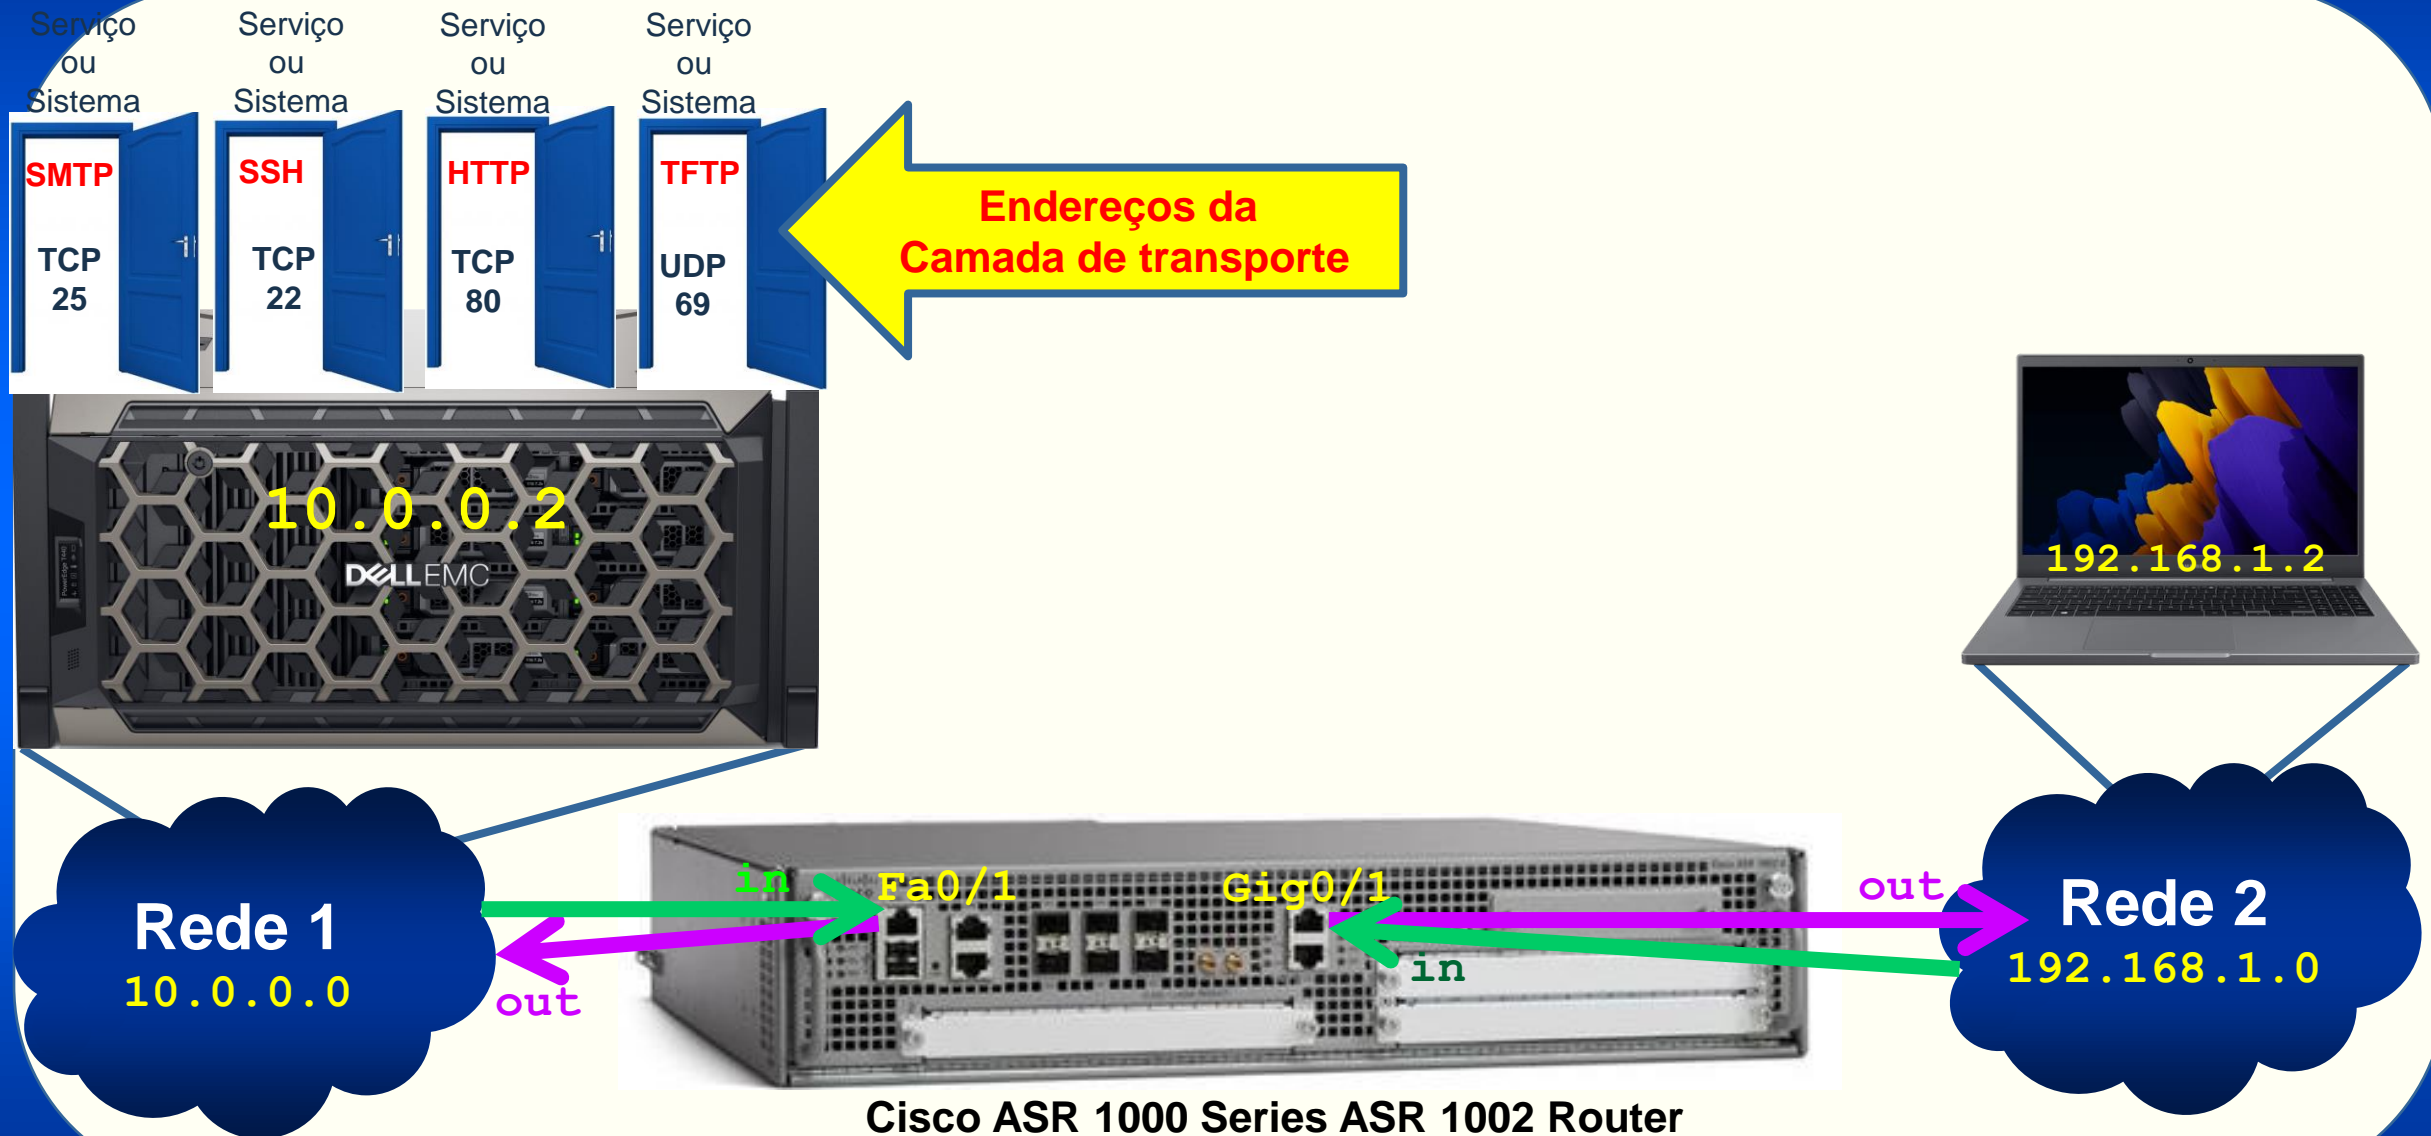 Serviço
ou
Sistema
Serviço
ou
Sistema
Serviço
ou
Sistema
Serviço
ou
Sistema
SMTP
TCP
25
SSH
TCP
22
HTTP
TCP
80
TFTP
UDP
69
Endereços da
Camada de transporte
10.0.0.2
DELLEMC
192.168.1.2
in
Fa0/1
Gig0/1
out
out
in
Rede 1
10.0.0.0
Rede 2
192.168.1.0
Cisco ASR 1000 Series ASR 1002 Router